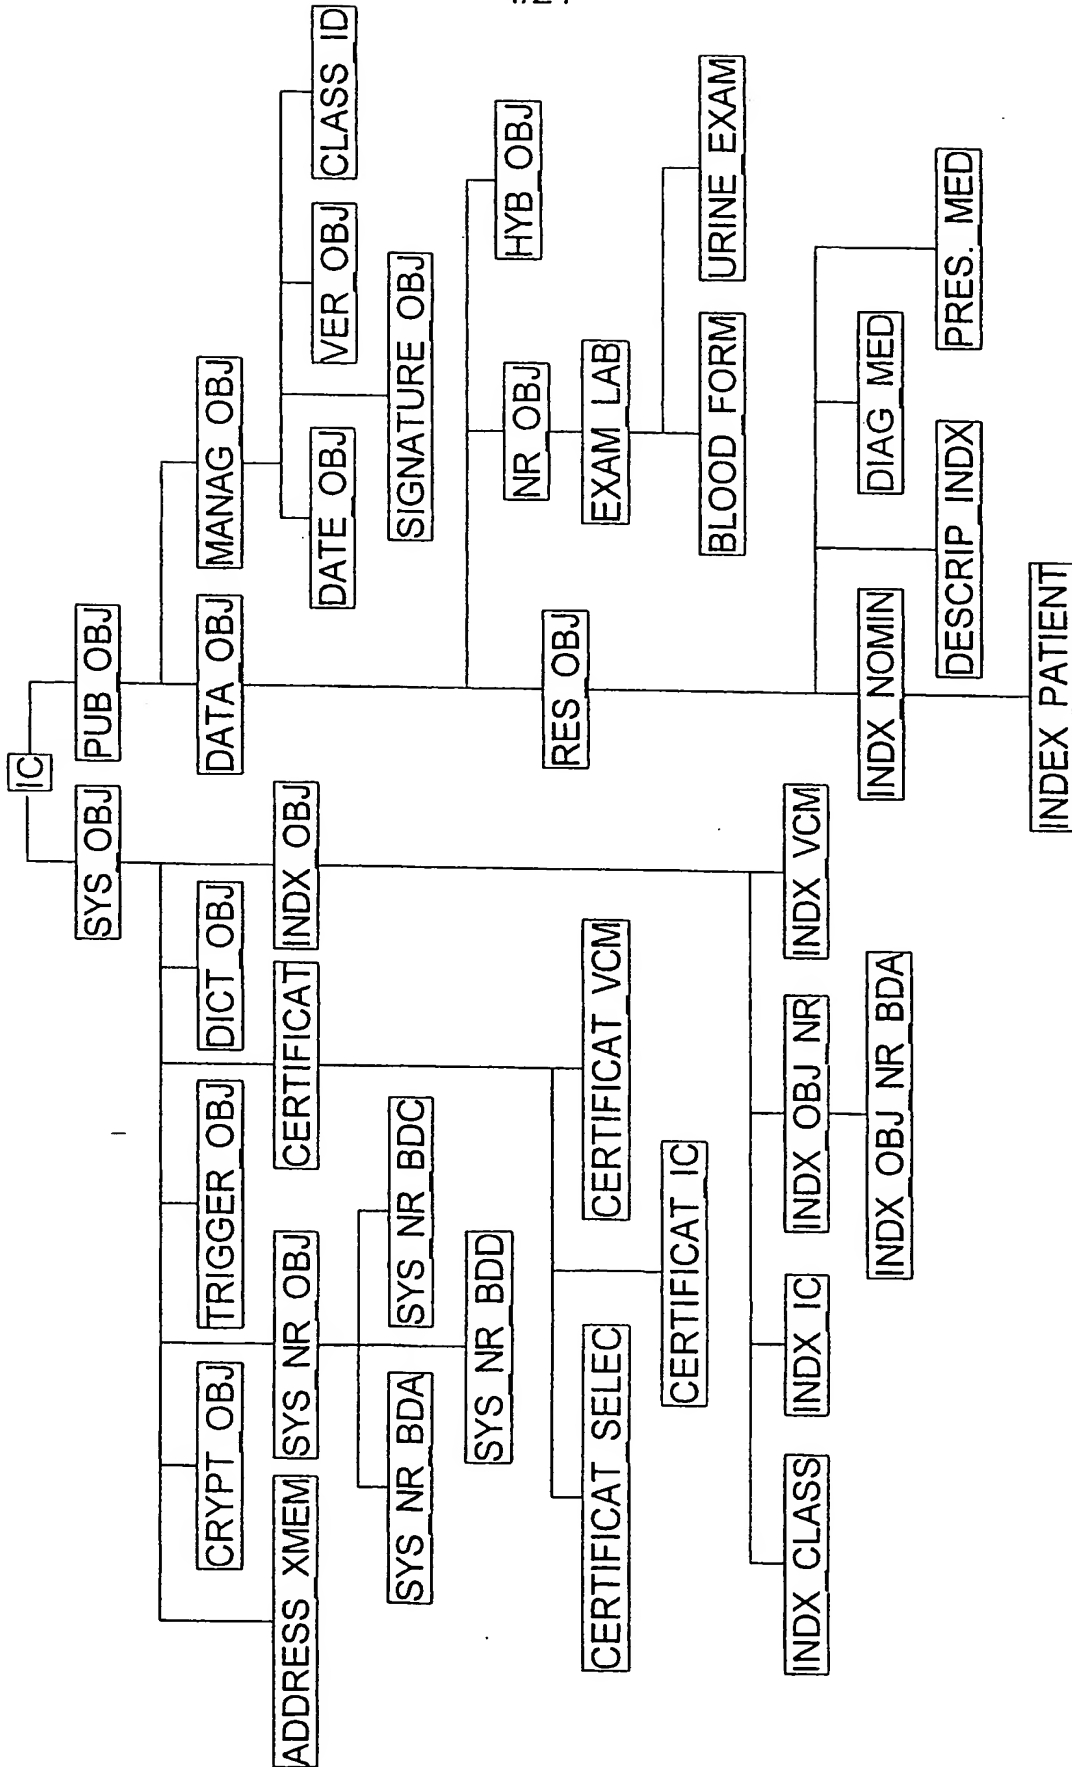 IC
SYS OBJ
PUB OBJ
CRYPT OBJ
TRIGGER OBJ
DICT OBJ
DATA OBJ
MANAG OBJ
ADDRESS XMEM
SYS NR OBJ
CERTIFICAT
INDX OBJ
DATE OBJ
VER OBJ
CLASS ID
SYS NR BDA
SYS NR BDC
SIGNATURE OBJ
SYS NR BDD
NR OBJ
HYB OBJ
RES OBJ
EXAM LAB
CERTIFICAT SELEC
CERTIFICAT VCM
CERTIFICAT IC
BLOOD FORM
URINE EXAM
INDX CLASS
INDX IC
INDX OBJ NR
INDX VCM
INDX OBJ NR BDA
INDX NOMIN
DIAG MED
DESCRIP INDX
PRES. MED
INDEX PATIENT